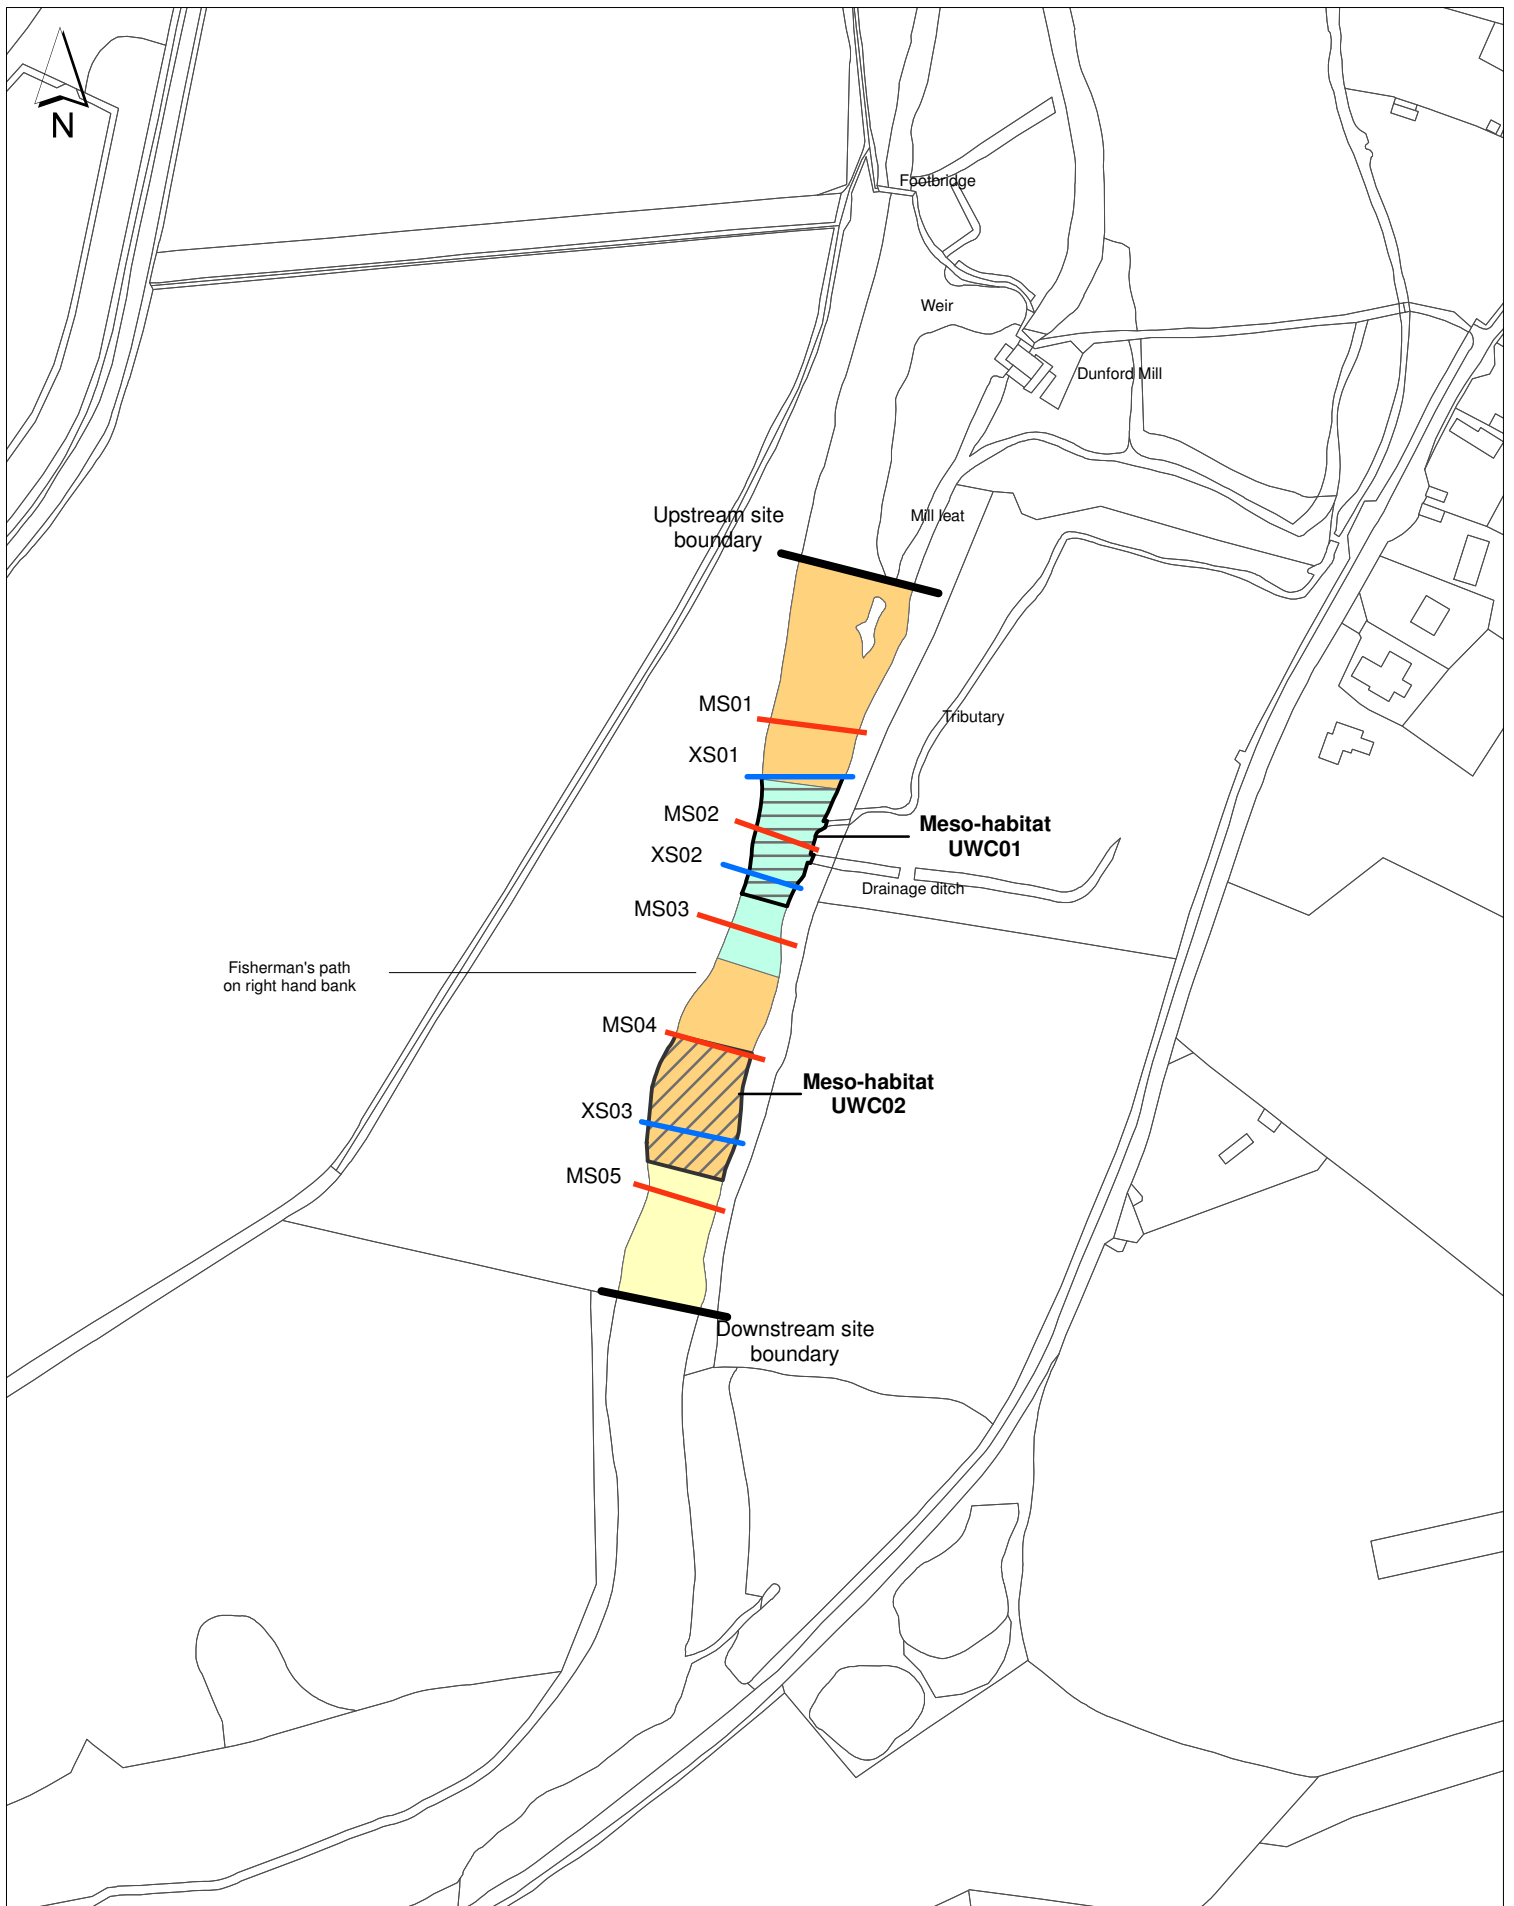 N
Footbridge
Weir
Dunford Mill
Upstream site
boundary
Mill leat
MS01
Tributary
XS01
MS02
Meso-habitat
UWC01
XS02
Drainage ditch
MS03
Fisherman's path
on right hand bank
MS04
Meso-habitat
UWC02
XS03
MS05
Downstream site
boundary